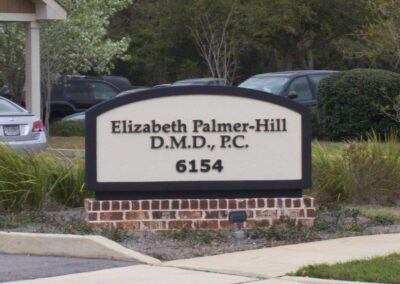 Elizabeth Palmer-Hill
D.M.D., P.C.
6154